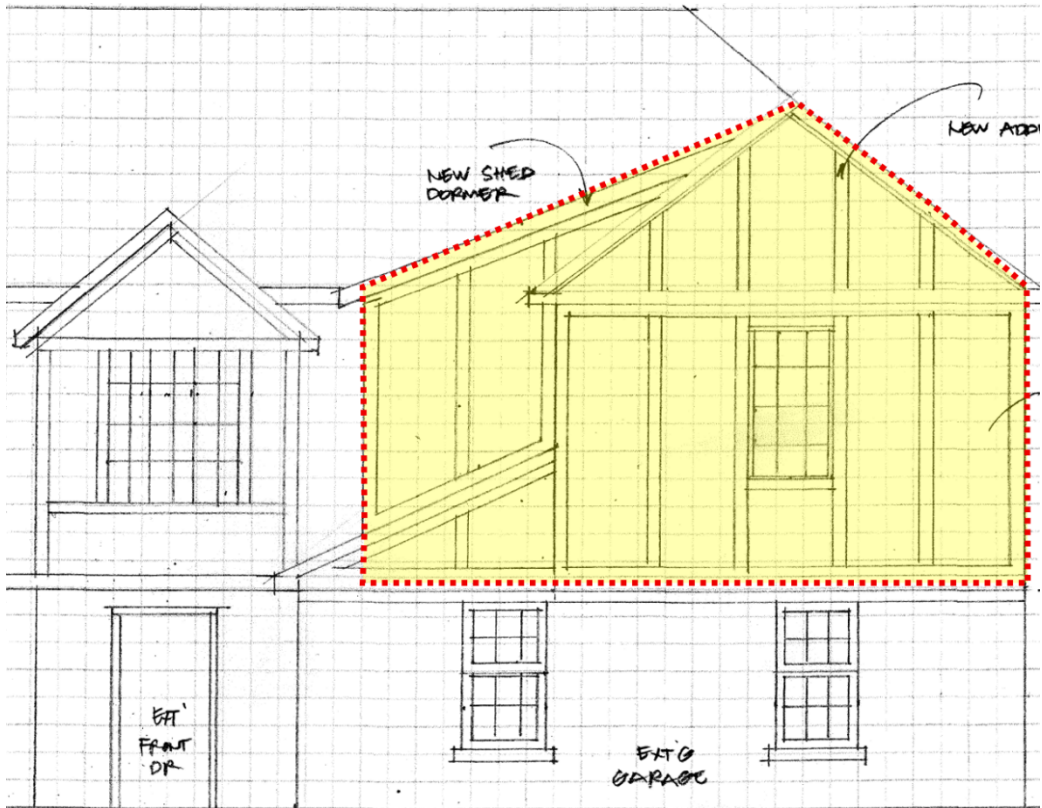 NEW ADD
NEW SHED
DORMER
EXT'
FRONT
DR
EXT'G
GARAGE